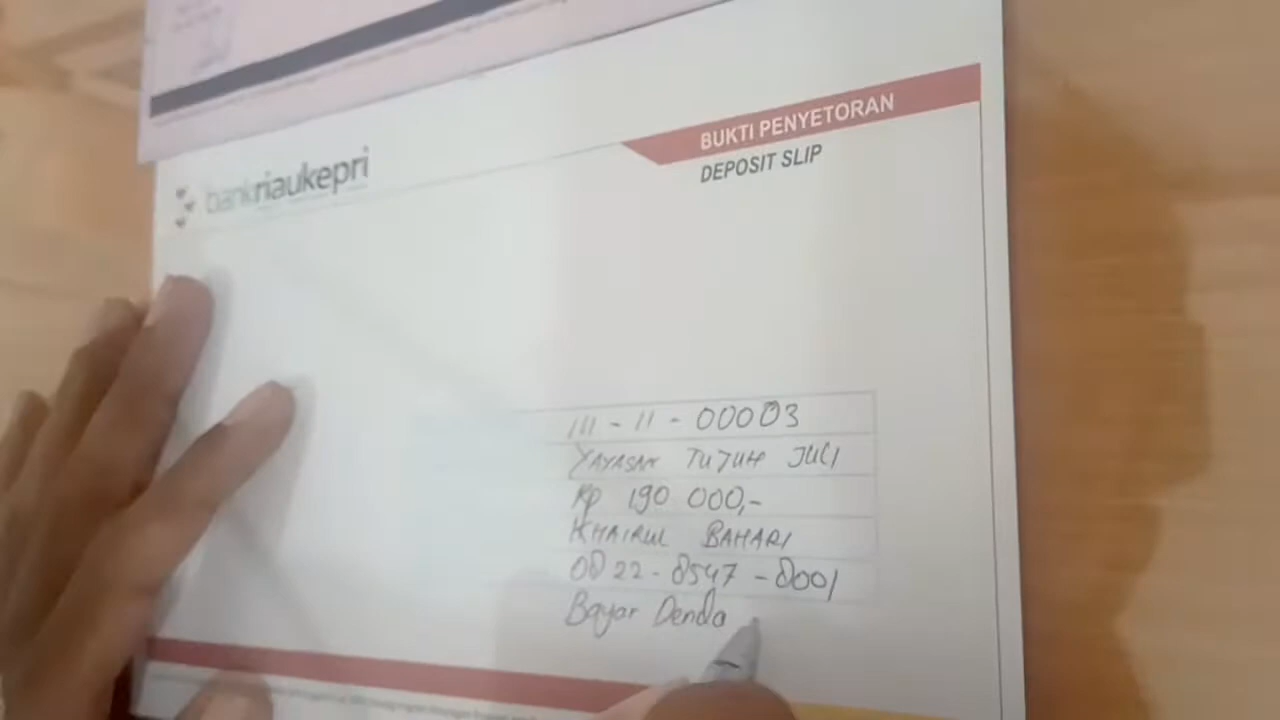 bankriaukepri
BUKTI PENYETORAN
DEPOSIT SLIP
111 - 11 - 00003
YAYASAN TUJUH JULI
Rp 190 000,-
KHAIRUL BAHARI
0822 - 8547 - 8001
Bayar Denda